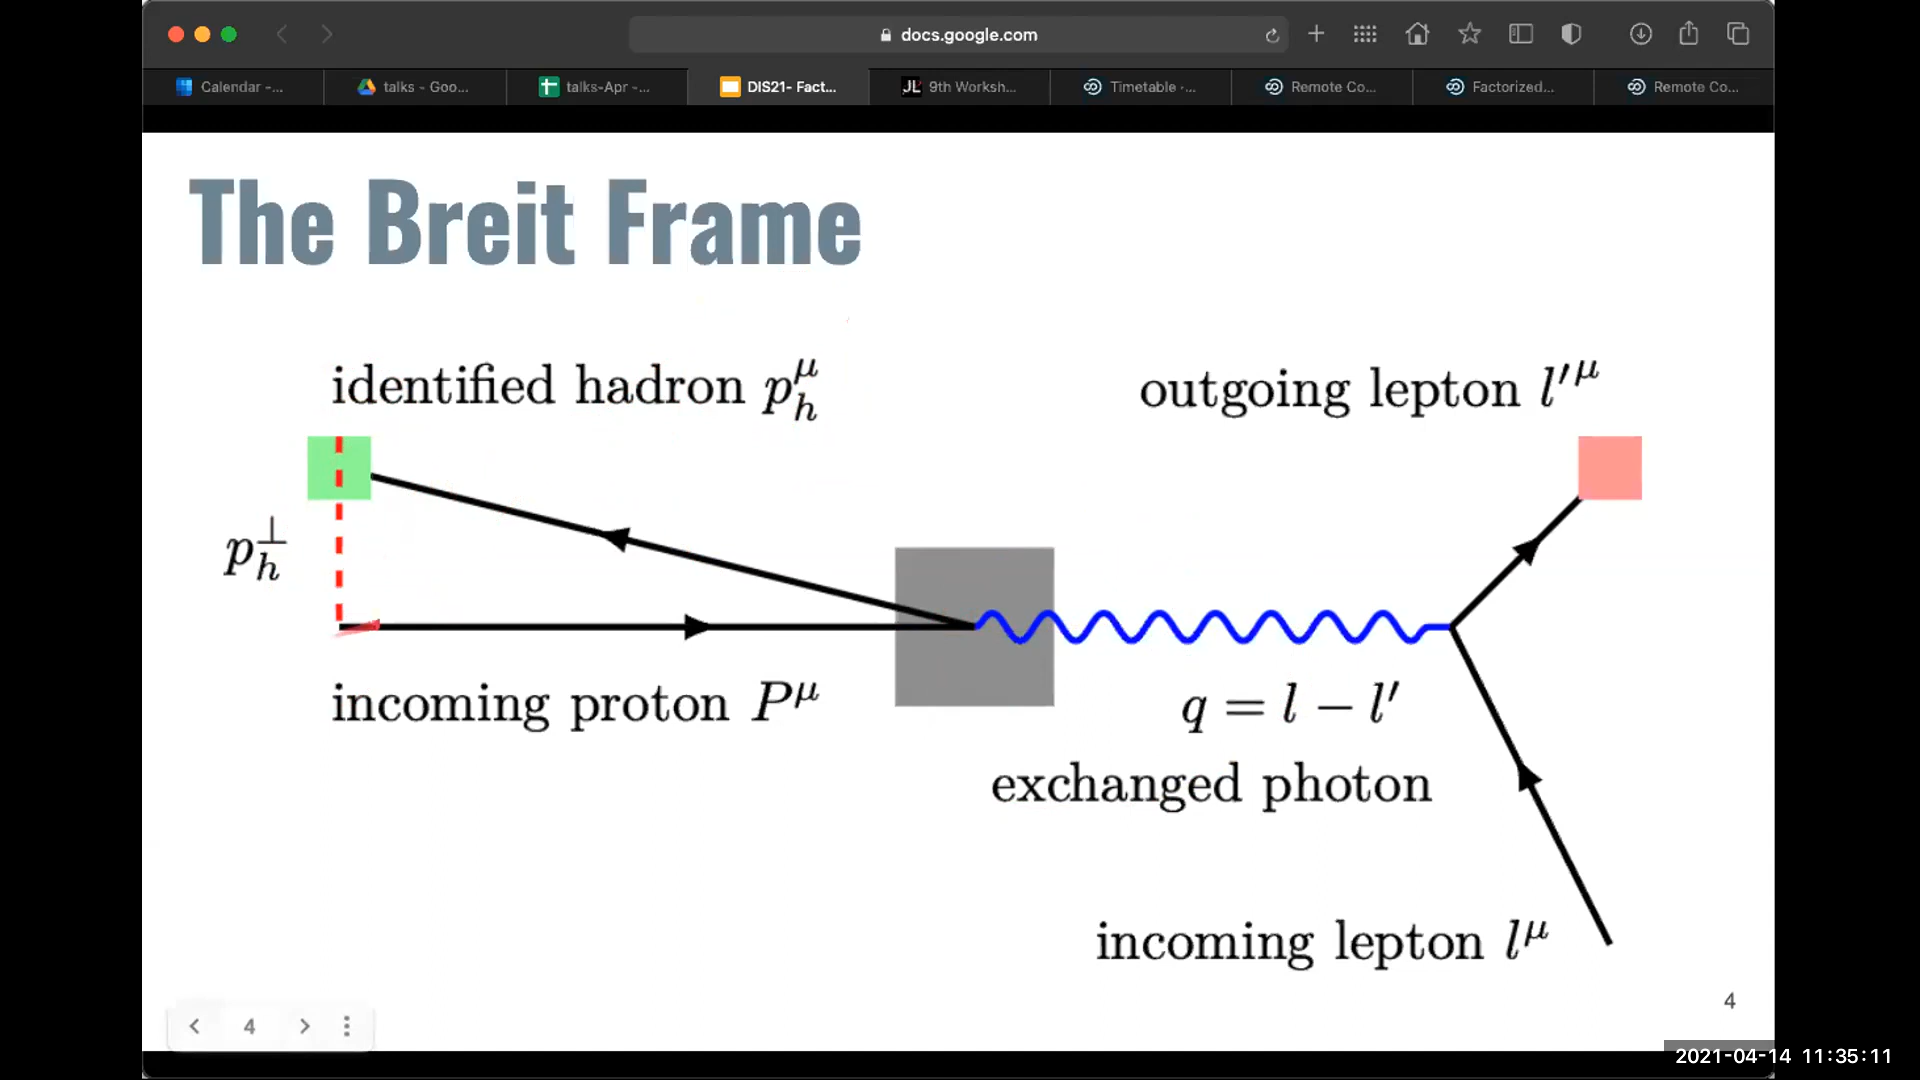 docs.google.com
Calendar -...
talks - Goo...
talks-Apr -...
DIS21- Fact...
JL 9th Worksh...
Timetable ·...
Remote Co...
Factorized...
Remote Co...
The Breit Frame
identified hadron p_h^μ
outgoing lepton l'^μ
p_h^⊥
incoming proton P^μ
q = l − l'
exchanged photon
incoming lepton l^μ
4
4
2021-04-14 11:35:11